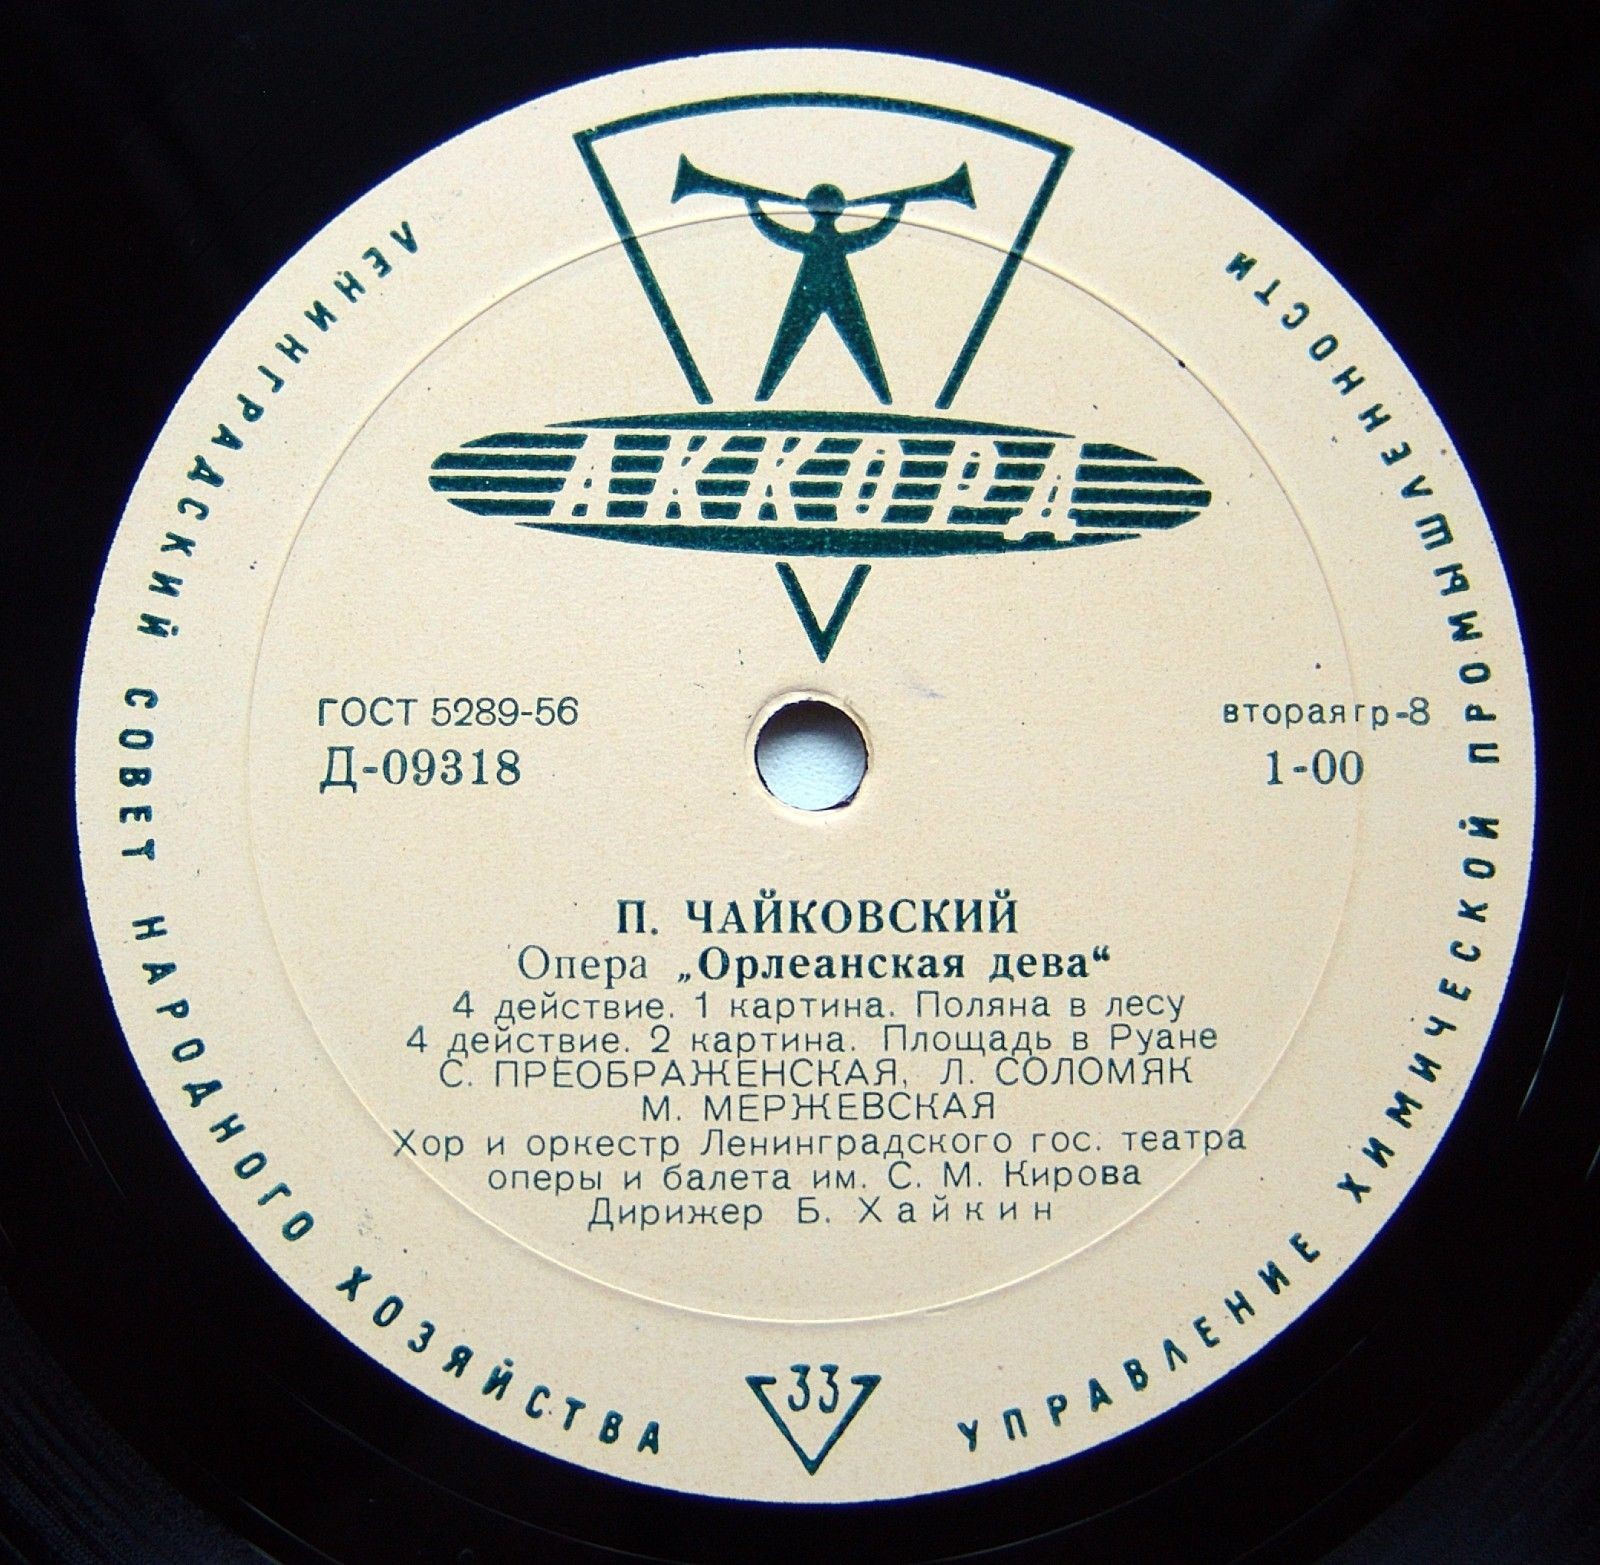 АККОРД
ГОСТ 5289-56
Д-09318
вторая гр-8
1-00
П. ЧАЙКОВСКИЙ
Опера „Орлеанская дева“
4 действие. 1 картина. Поляна в лесу
4 действие. 2 картина. Площадь в Руане
С. ПРЕОБРАЖЕНСКАЯ, Л. СОЛОМЯК
М. МЕРЖЕВСКАЯ
Хор и оркестр Ленинградского гос. театра
оперы и балета им. С. М. Кирова
Дирижер Б. Хайкин
33
ЛЕНИНГРАДСКИЙ СОВЕТ НАРОДНОГО ХОЗЯЙСТВА
УПРАВЛЕНИЕ ХИМИЧЕСКОЙ ПРОМЫШЛЕННОСТИ